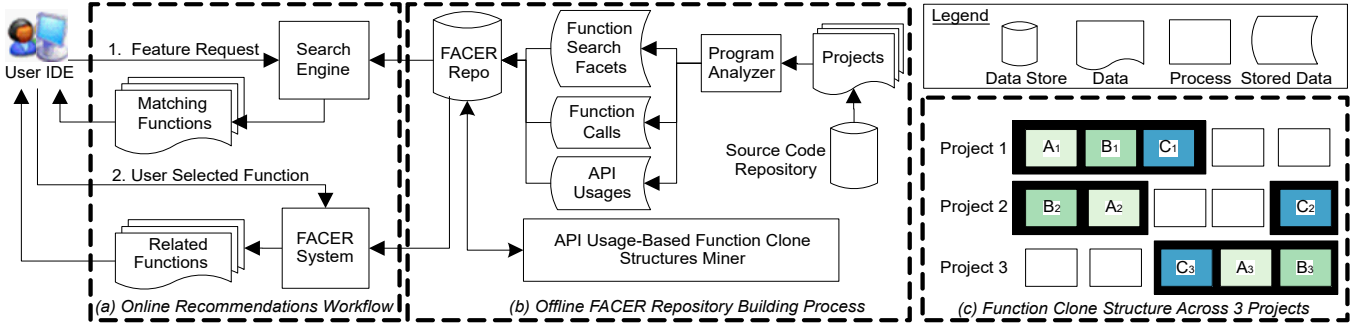 User IDE
1. Feature Request
Search
Engine
Matching
Functions
2. User Selected Function
Related
Functions
FACER
System
(a) Online Recommendations Workflow
FACER
Repo
Function
Search
Facets
Function
Calls
API
Usages
Program
Analyzer
Projects
Source Code
Repository
API Usage-Based Function Clone
Structures Miner
(b) Offline FACER Repository Building Process
Legend
Data Store
Data
Process
Stored Data
Project 1
A1
B1
C1
Project 2
B2
A2
C2
Project 3
C3
A3
B3
(c) Function Clone Structure Across 3 Projects